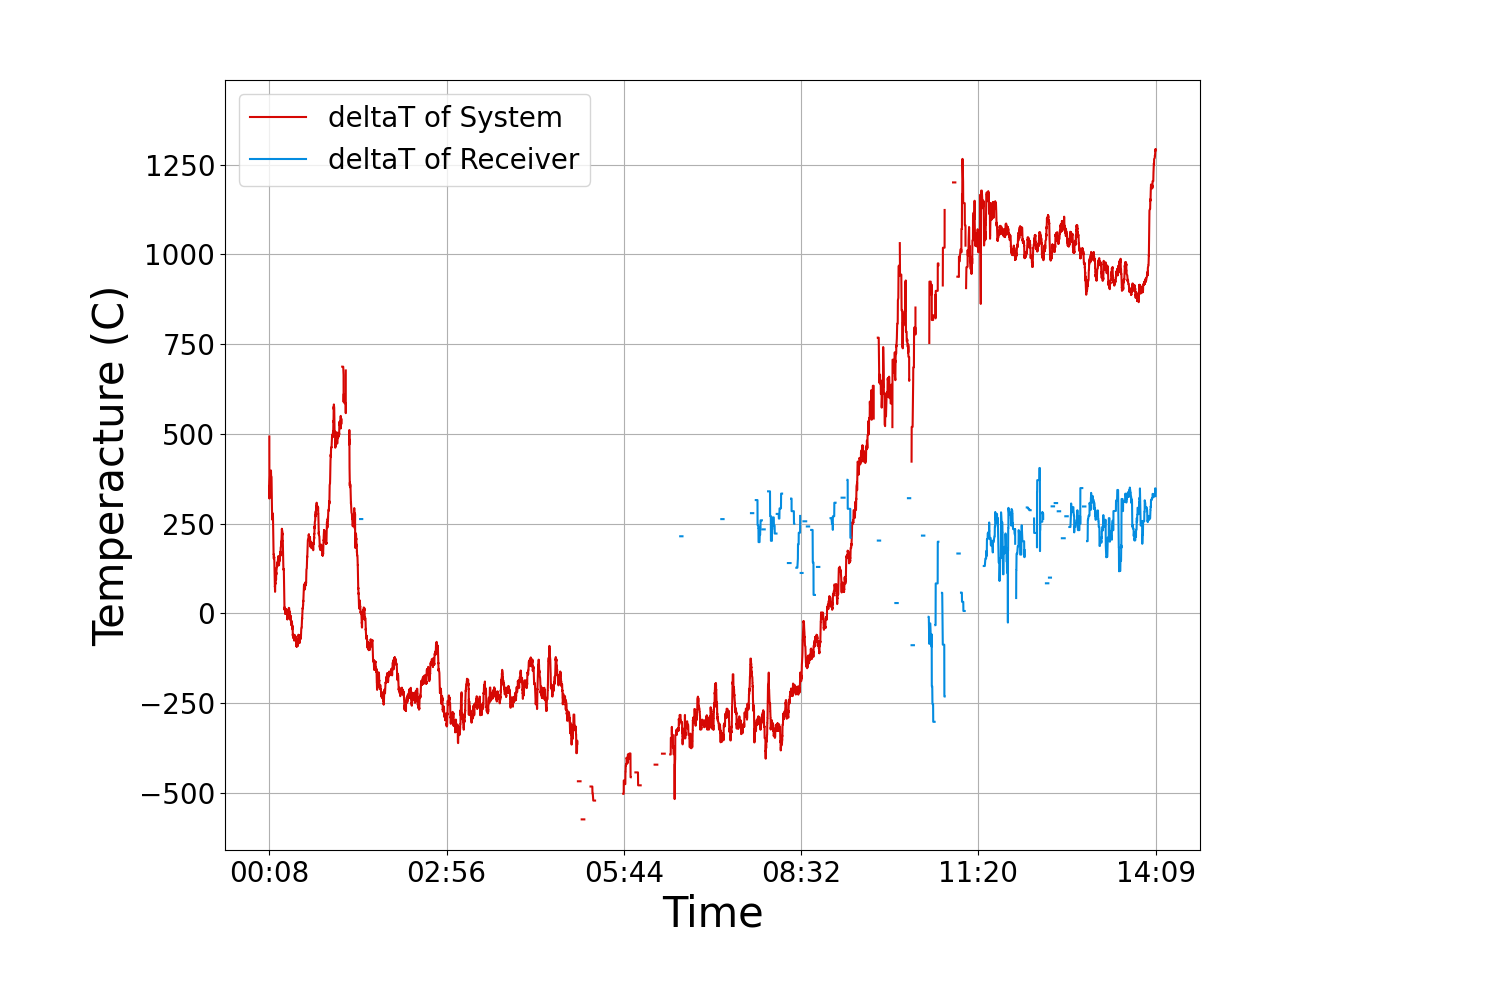 deltaT of System
deltaT of Receiver
1250
1000
750
500
250
0
−250
−500
Temperacture (C)
00:08 02:56 05:44 08:32 11:20 14:09
Time